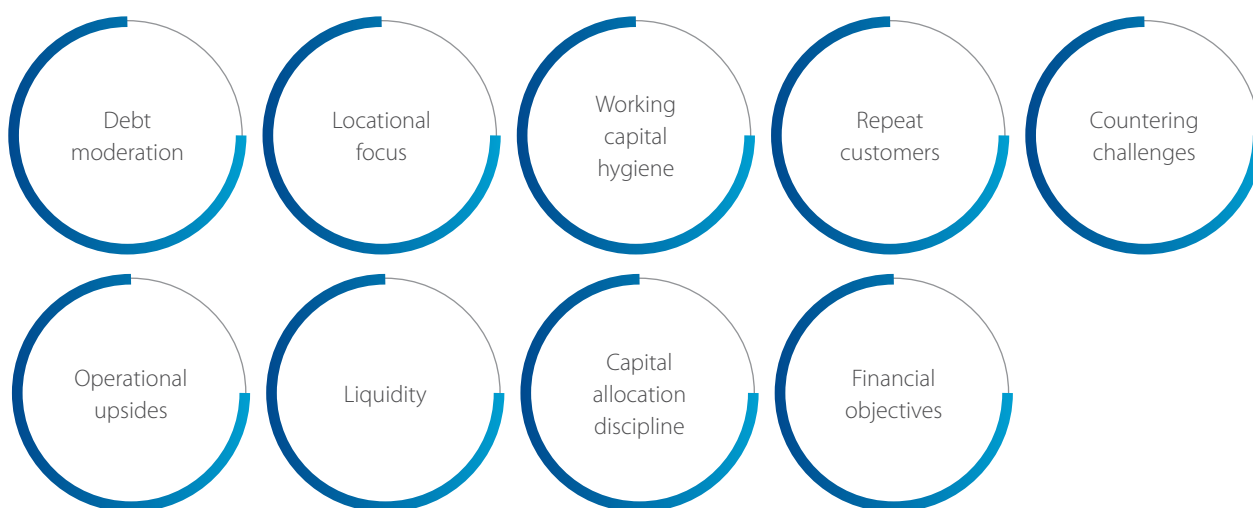 Debt
moderation
Locational
focus
Working
capital
hygiene
Repeat
customers
Countering
challenges
Operational
upsides
Liquidity
Capital
allocation
discipline
Financial
objectives